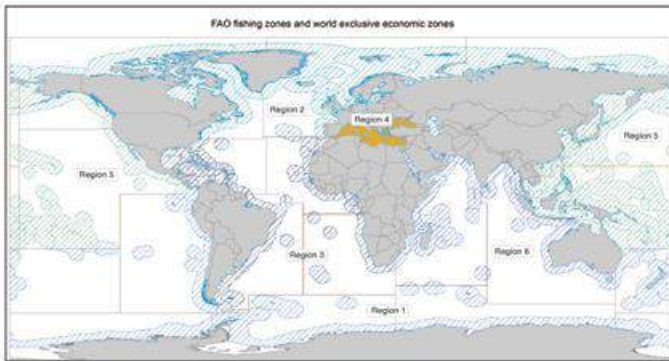 FAO fishing zones and world exclusive economic zones
Region 2
Region 4
Region 5
Region 5
Region 3
Region 6
Region 1